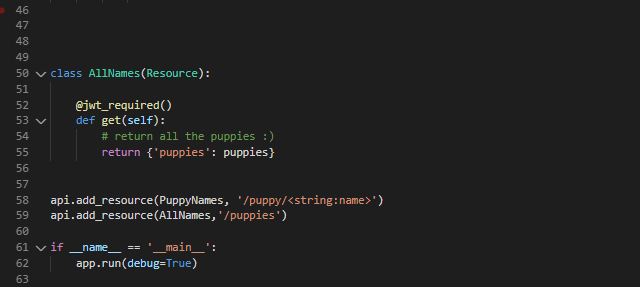 46
47
48
49
50 class AllNames(Resource):
51
52 @jwt_required()
53 def get(self):
54 # return all the puppies :)
55 return {'puppies': puppies}
56
57
58 api.add_resource(PuppyNames, '/puppy/<string:name>')
59 api.add_resource(AllNames,'/puppies')
60
61 if __name__ == '__main__':
62 app.run(debug=True)
63